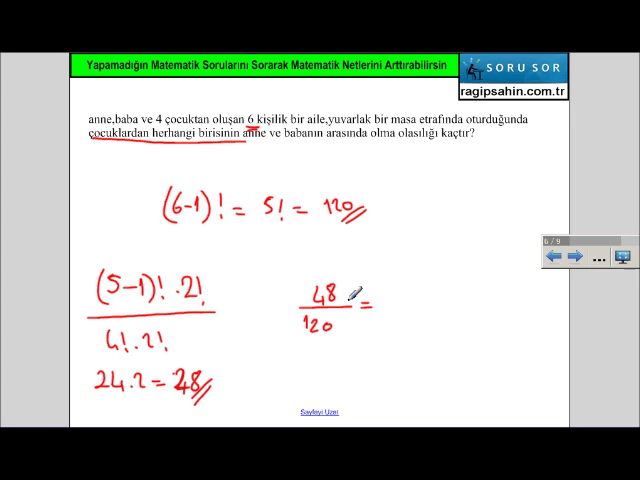 Yapamadığın Matematik Sorularını Sorarak Matematik Netlerini Arttırabilirsin
SORU SOR
ragipsahin.com.tr
anne,baba ve 4 çocuktan oluşan 6 kişilik bir aile,yuvarlak bir masa etrafında oturduğunda
çocuklardan herhangi birisinin anne ve babanın arasında olma olasılığı kaçtır?
(6-1)! = 5! = 120
6 / 9
...
(5-1)! . 2!
4! . 2!
24.2 = 48
48
120
=
Sayfayı Uzat